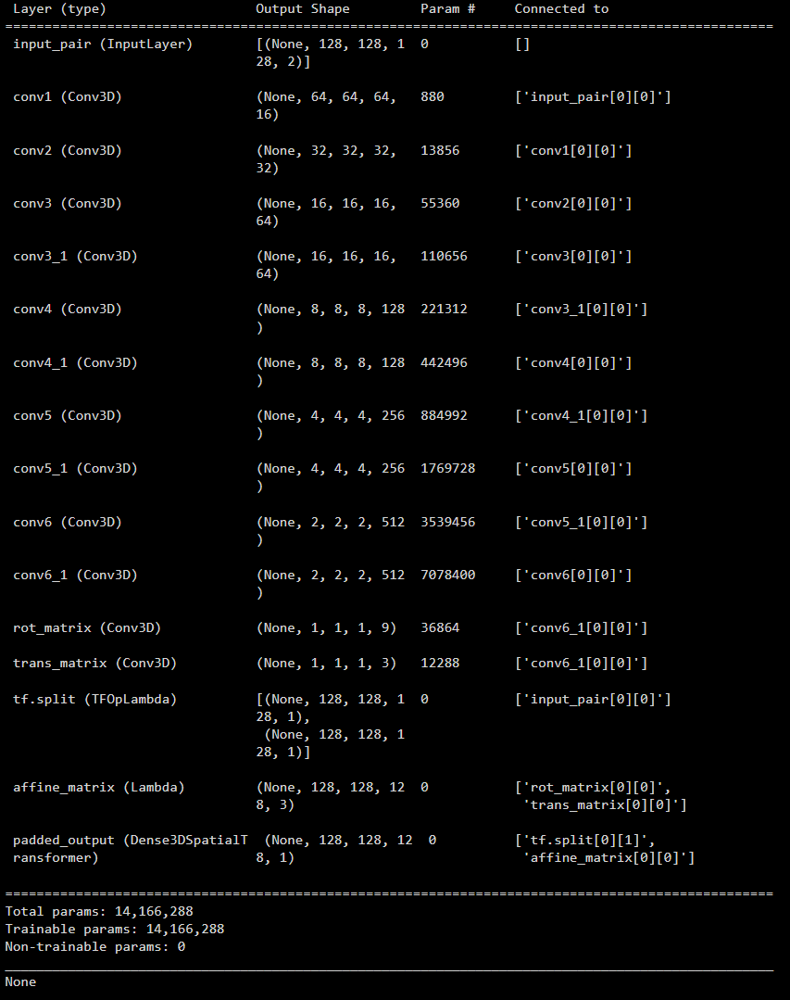 Layer (type) Output Shape Param # Connected to
==================================================================================================
input_pair (InputLayer) [(None, 128, 128, 1 0 []
28, 2)]
conv1 (Conv3D) (None, 64, 64, 64, 880 ['input_pair[0][0]']
16)
conv2 (Conv3D) (None, 32, 32, 32, 13856 ['conv1[0][0]']
32)
conv3 (Conv3D) (None, 16, 16, 16, 55360 ['conv2[0][0]']
64)
conv3_1 (Conv3D) (None, 16, 16, 16, 110656 ['conv3[0][0]']
64)
conv4 (Conv3D) (None, 8, 8, 8, 128 221312 ['conv3_1[0][0]']
)
conv4_1 (Conv3D) (None, 8, 8, 8, 128 442496 ['conv4[0][0]']
)
conv5 (Conv3D) (None, 4, 4, 4, 256 884992 ['conv4_1[0][0]']
)
conv5_1 (Conv3D) (None, 4, 4, 4, 256 1769728 ['conv5[0][0]']
)
conv6 (Conv3D) (None, 2, 2, 2, 512 3539456 ['conv5_1[0][0]']
)
conv6_1 (Conv3D) (None, 2, 2, 2, 512 7078400 ['conv6[0][0]']
)
rot_matrix (Conv3D) (None, 1, 1, 1, 9) 36864 ['conv6_1[0][0]']
trans_matrix (Conv3D) (None, 1, 1, 1, 3) 12288 ['conv6_1[0][0]']
tf.split (TFOpLambda) [(None, 128, 128, 1 0 ['input_pair[0][0]']
28, 1),
(None, 128, 128, 1
28, 1)]
affine_matrix (Lambda) (None, 128, 128, 12 0 ['rot_matrix[0][0]',
8, 3) 'trans_matrix[0][0]']
padded_output (Dense3DSpatialT (None, 128, 128, 12 0 ['tf.split[0][1]',
ransformer) 8, 1) 'affine_matrix[0][0]']
==================================================================================================
Total params: 14,166,288
Trainable params: 14,166,288
Non-trainable params: 0
__________________________________________________________________________________________________
None